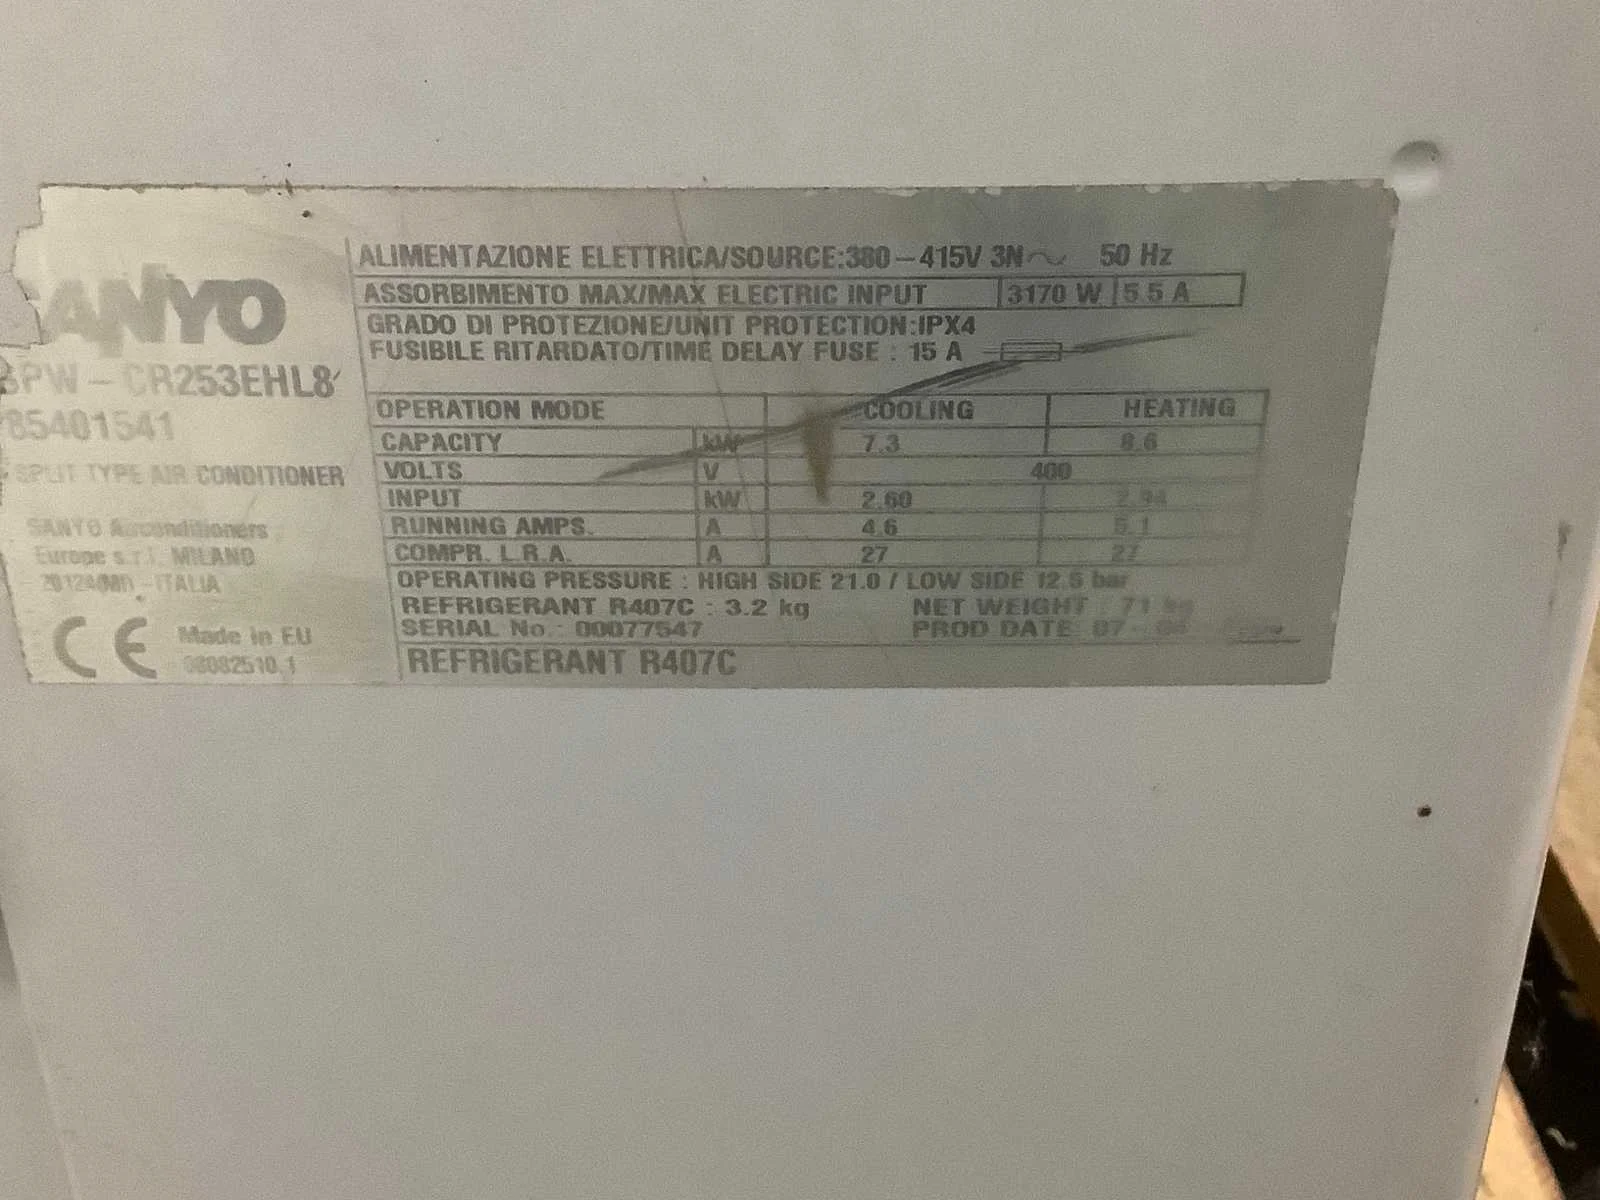 SANYO
SPW-CR253EHL8
85401541
SPLIT TYPE AIR CONDITIONER
SANYO Airconditioners
Europe s.r.l. MILANO
ITALIA
CE Made in EU
ALIMENTAZIONE ELETTRICA/SOURCE:380-415V 3N~ 50 Hz
ASSORBIMENTO MAX/MAX ELECTRIC INPUT 3170 W 5.5 A
GRADO DI PROTEZIONE/UNIT PROTECTION:IPX4
FUSIBILE RITARDATO/TIME DELAY FUSE : 15 A
OPERATION MODE COOLING HEATING
CAPACITY kW 7.3 8.6
VOLTS V 400
INPUT kW 2.60 2.94
RUNNING AMPS. A 4.6 5.1
COMPR. L.R.A. A 27 27
OPERATING PRESSURE : HIGH SIDE 21.0 / LOW SIDE 12.5 bar
REFRIGERANT R407C : 3.2 kg NET WEIGHT : 71 kg
SERIAL No.: 00077547 PROD DATE: 07-
REFRIGERANT R407C